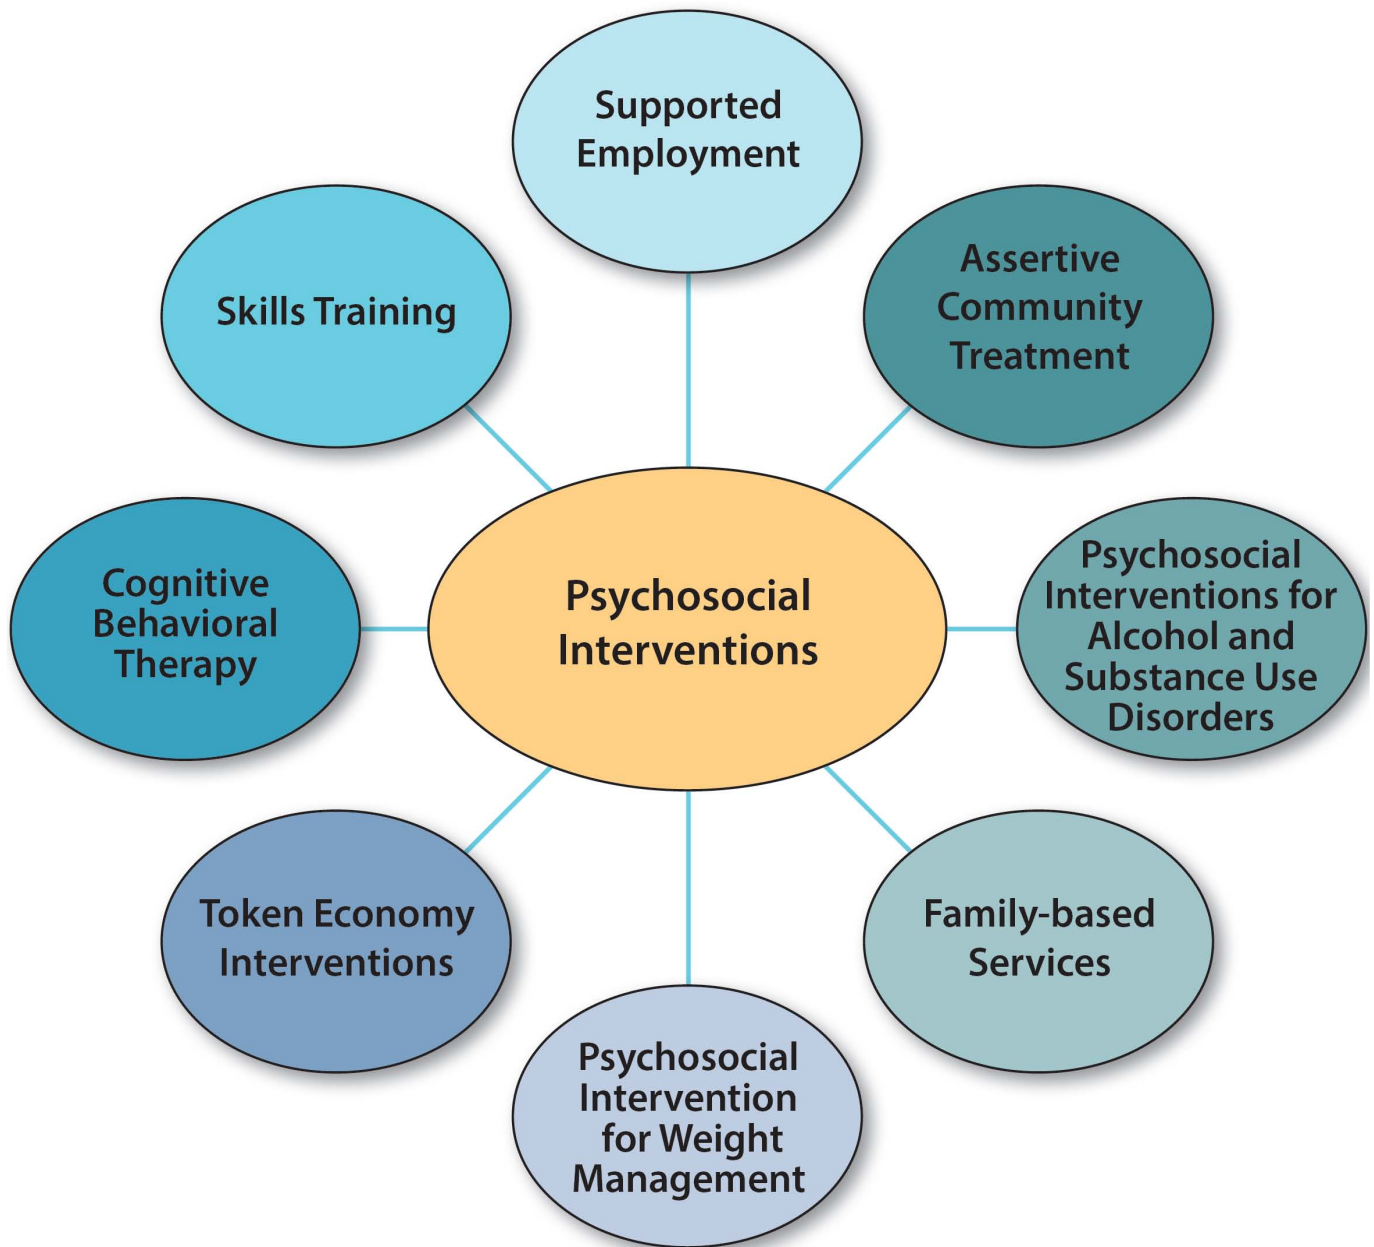 Supported
Employment
Assertive
Community
Treatment
Skills Training
Psychosocial
Interventions for
Alcohol and
Substance Use
Disorders
Cognitive
Behavioral
Therapy
Psychosocial
Interventions
Token Economy
Interventions
Family-based
Services
Psychosocial
Intervention
for Weight
Management